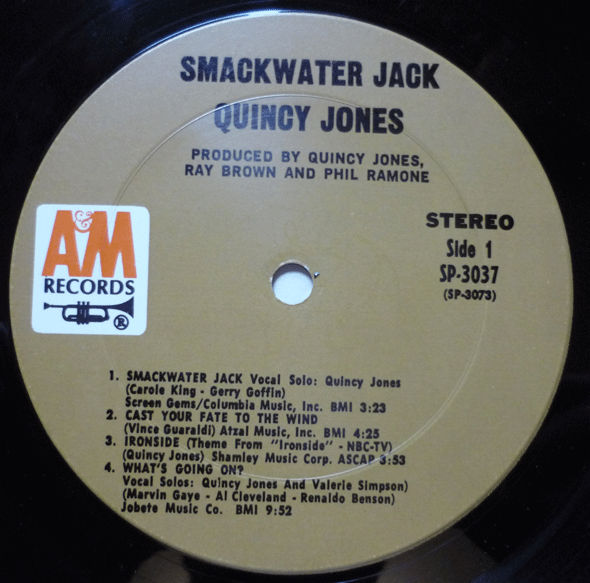 SMACKWATER JACK
QUINCY JONES
PRODUCED BY QUINCY JONES,
RAY BROWN AND PHIL RAMONE
A&M
RECORDS
®
STEREO
Side 1
SP-3037
(SP-3073)
1. SMACKWATER JACK Vocal Solo: Quincy Jones
(Carole King - Gerry Goffin)
Screen Gems/Columbia Music, Inc. BMI 3:23
2. CAST YOUR FATE TO THE WIND
(Vince Guaraldi) Atzal Music, Inc. BMI 4:25
3. IRONSIDE (Theme From "Ironside" - NBC-TV)
(Quincy Jones) Shamley Music Corp. ASCAP 3:53
4. WHAT'S GOING ON?
Vocal Solos: Quincy Jones And Valerie Simpson)
(Marvin Gaye - Al Cleveland - Renaldo Benson)
Jobete Music Co. BMI 9:52